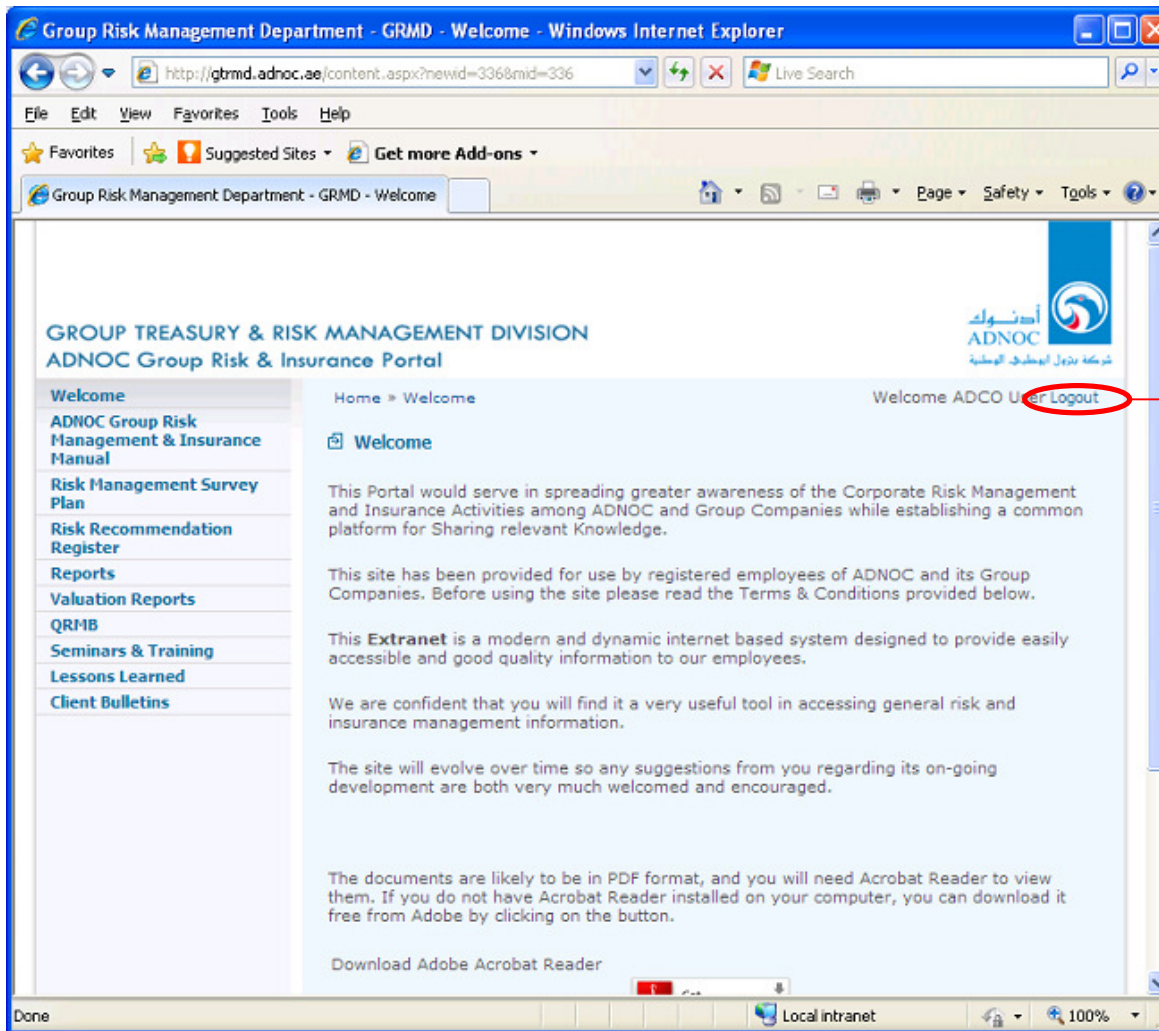 Group Risk Management Department - GRMD - Welcome - Windows Internet Explorer
http://gtrmd.adnoc.ae/content.aspx?newid=336&mid=336
Live Search
File Edit View Favorites Tools Help
Favorites Suggested Sites Get more Add-ons
Group Risk Management Department - GRMD - Welcome
Page Safety Tools
GROUP TREASURY & RISK MANAGEMENT DIVISION
ADNOC Group Risk & Insurance Portal
أدنـوك
ADNOC
شركة بترول أبوظبي الوطنية
Welcome
ADNOC Group Risk
Management & Insurance
Manual
Risk Management Survey
Plan
Risk Recommendation
Register
Reports
Valuation Reports
QRMB
Seminars & Training
Lessons Learned
Client Bulletins
Home » Welcome
Welcome ADCO User Logout
Welcome
This Portal would serve in spreading greater awareness of the Corporate Risk Management
and Insurance Activities among ADNOC and Group Companies while establishing a common
platform for Sharing relevant Knowledge.
This site has been provided for use by registered employees of ADNOC and its Group
Companies. Before using the site please read the Terms & Conditions provided below.
This Extranet is a modern and dynamic internet based system designed to provide easily
accessible and good quality information to our employees.
We are confident that you will find it a very useful tool in accessing general risk and
insurance management information.
The site will evolve over time so any suggestions from you regarding its on-going
development are both very much welcomed and encouraged.
The documents are likely to be in PDF format, and you will need Acrobat Reader to view
them. If you do not have Acrobat Reader installed on your computer, you can download it
free from Adobe by clicking on the button.
Download Adobe Acrobat Reader
Done
Local intranet
100%